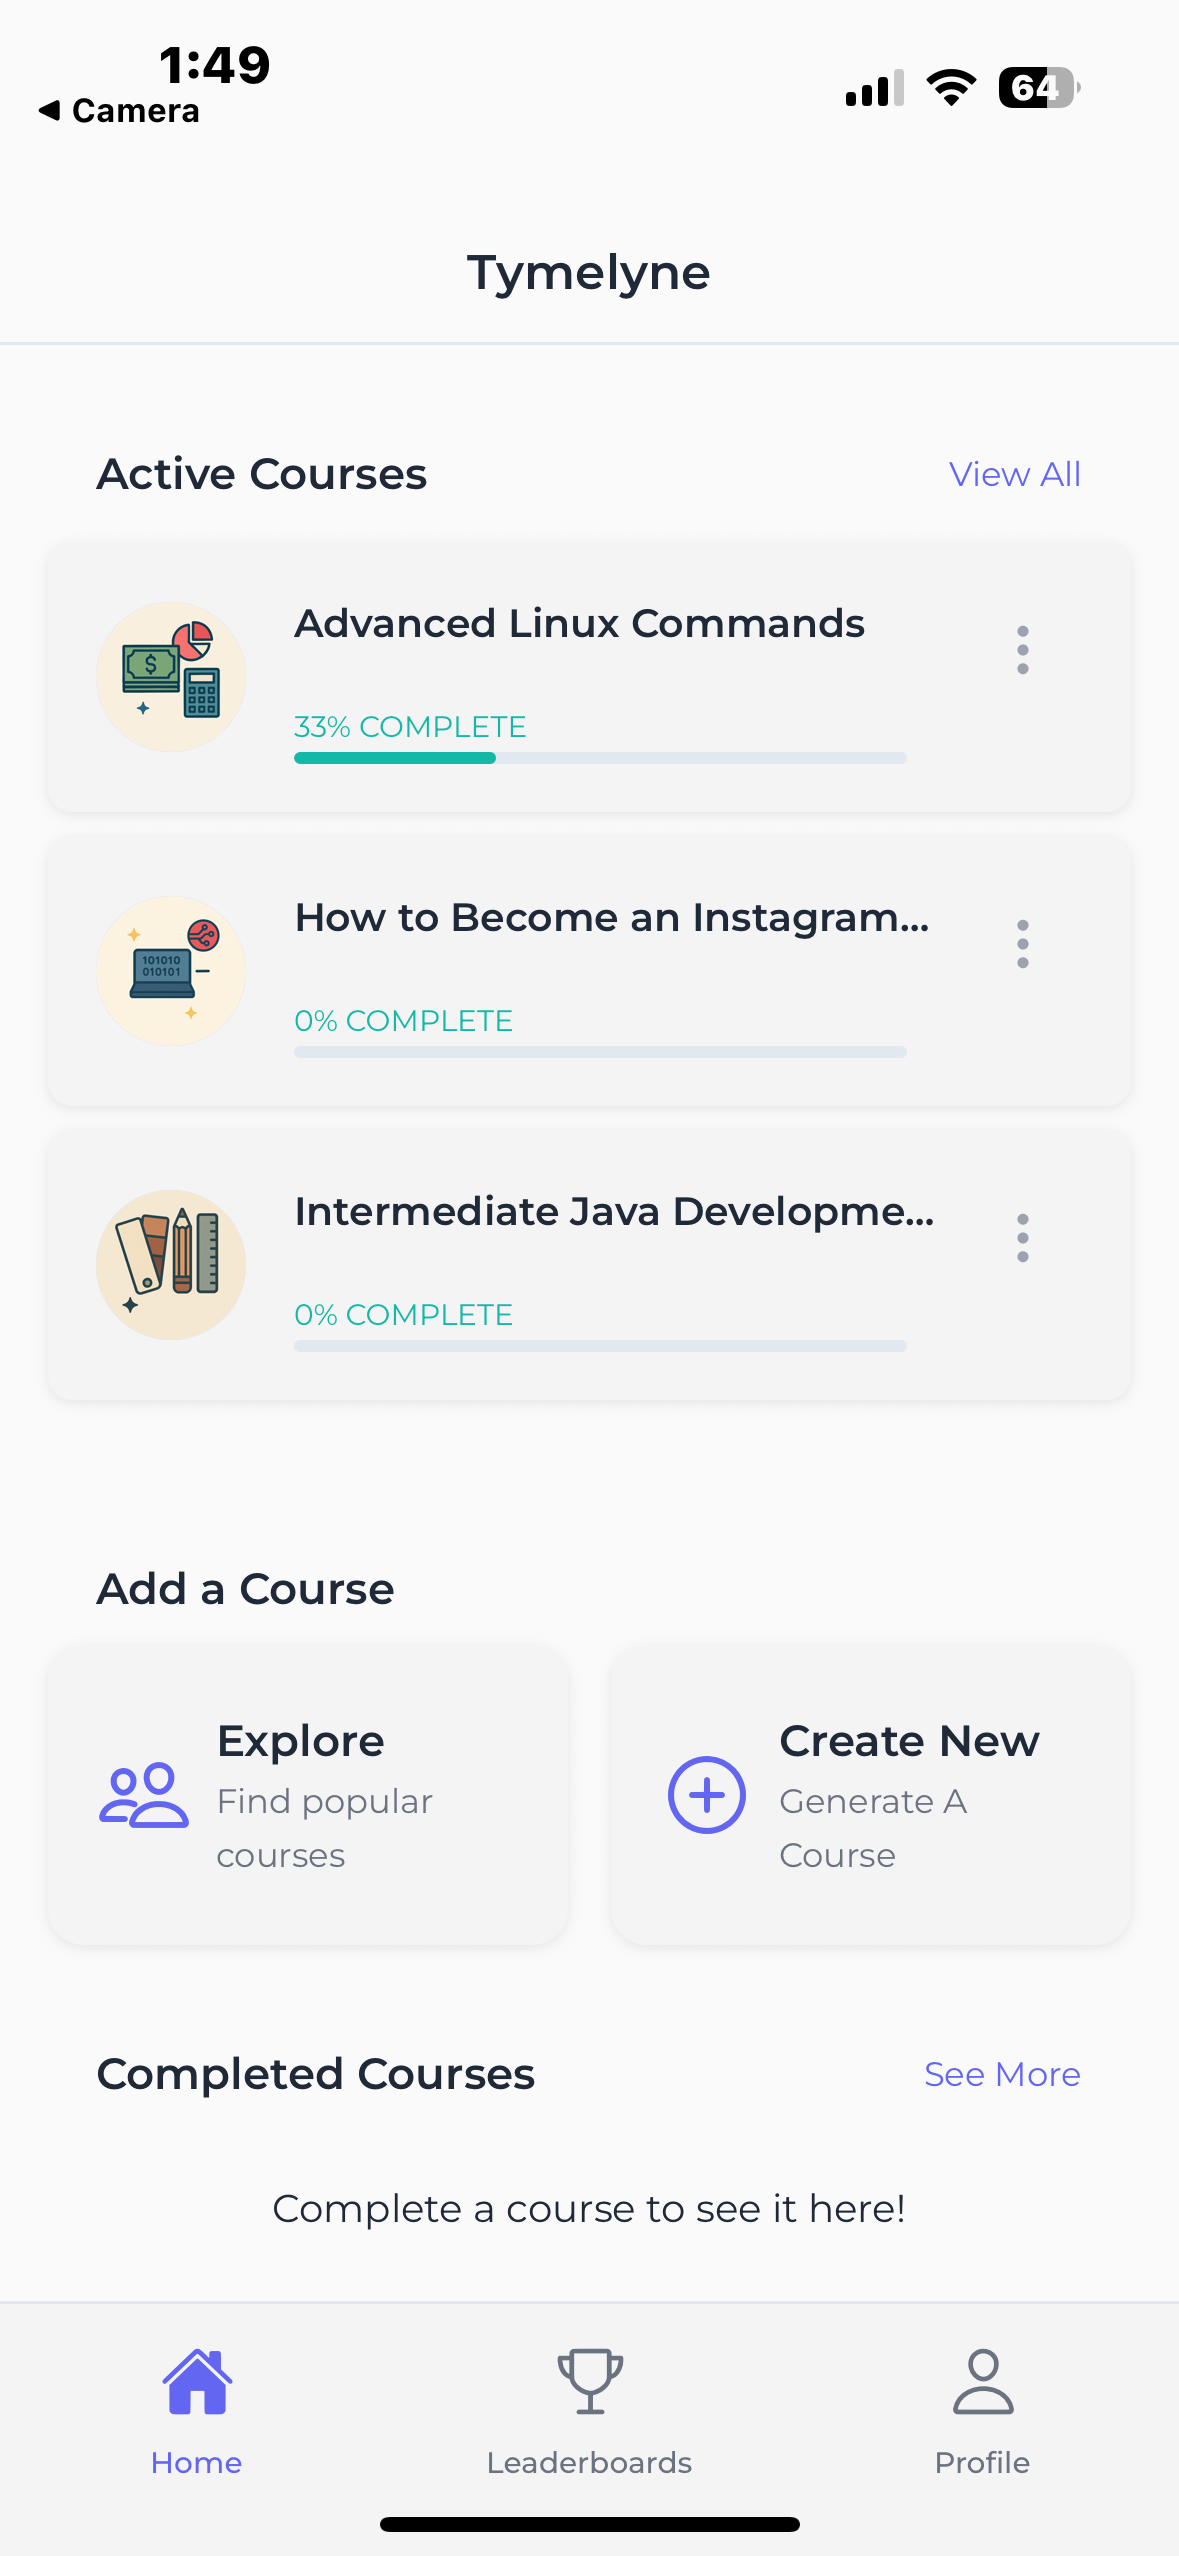 1:49
◀ Camera
64
Tymelyne
Active Courses
View All
Advanced Linux Commands
33% COMPLETE
How to Become an Instagram...
101010
010101
0% COMPLETE
Intermediate Java Developme...
0% COMPLETE
Add a Course
Explore
Find popular
courses
Create New
Generate A
Course
Completed Courses
See More
Complete a course to see it here!
Home
Leaderboards
Profile